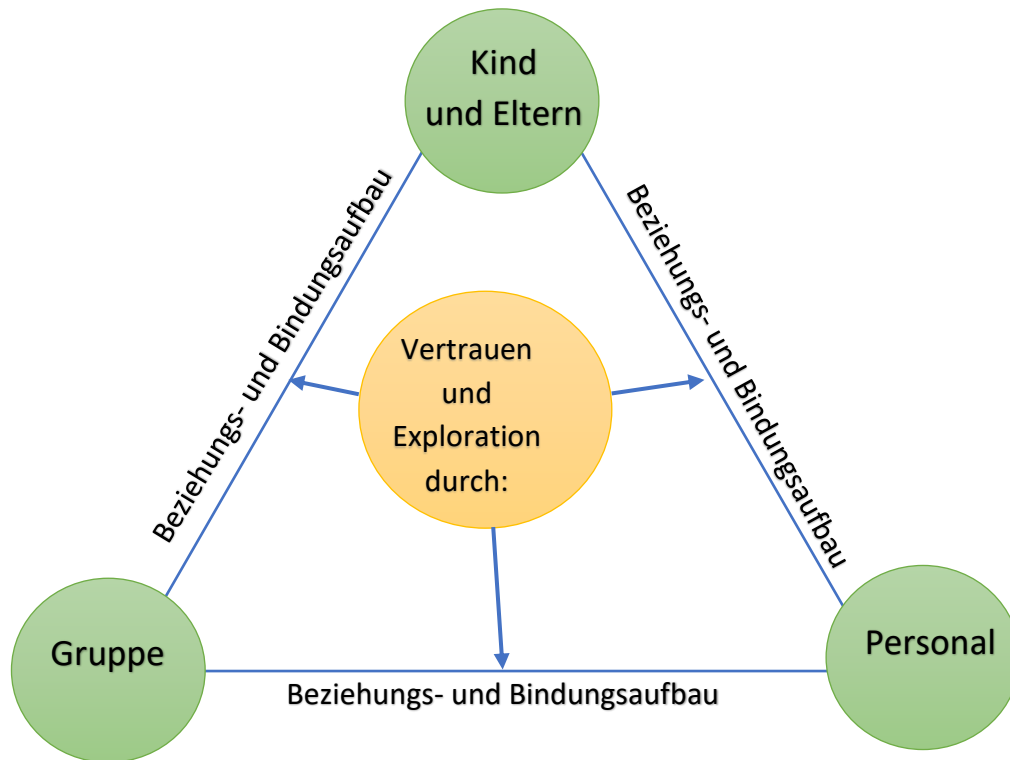 Kind
und Eltern
Beziehungs- und Bindungsaufbau
Beziehungs- und Bindungsaufbau
Vertrauen
und
Exploration
durch:
Gruppe
Personal
Beziehungs- und Bindungsaufbau